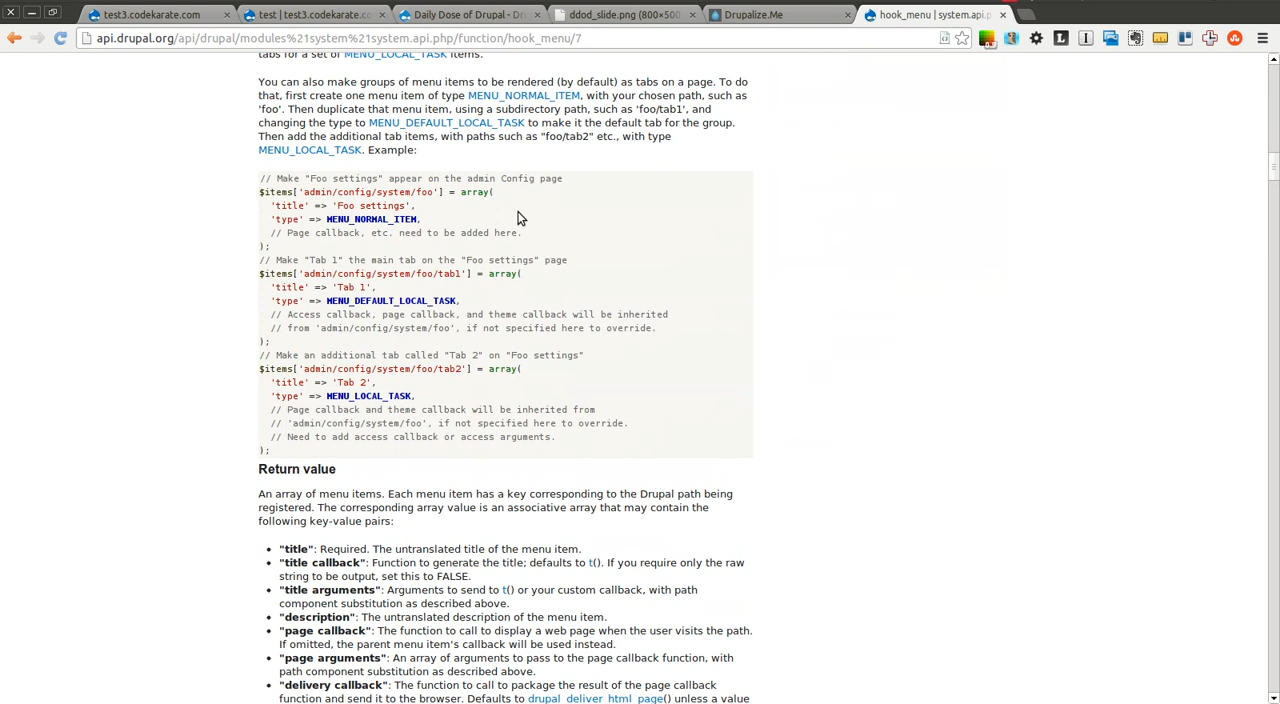 test3.codekarate.com
test | test3.codekarate.c
Daily Dose of Drupal - Dr
ddod_slide.png (800×500
Drupalize.Me
hook_menu | system.api.p
api.drupal.org/api/drupal/modules%21system%21system.api.php/function/hook_menu/7
tabs for a set of MENU_LOCAL_TASK items.
You can also make groups of menu items to be rendered (by default) as tabs on a page. To do
that, first create one menu item of type MENU_NORMAL_ITEM, with your chosen path, such as
'foo'. Then duplicate that menu item, using a subdirectory path, such as 'foo/tab1', and
changing the type to MENU_DEFAULT_LOCAL_TASK to make it the default tab for the group.
Then add the additional tab items, with paths such as "foo/tab2" etc., with type
MENU_LOCAL_TASK. Example:
// Make "Foo settings" appear on the admin Config page
$items['admin/config/system/foo'] = array(
'title' => 'Foo settings',
'type' => MENU_NORMAL_ITEM,
// Page callback, etc. need to be added here.
);
// Make "Tab 1" the main tab on the "Foo settings" page
$items['admin/config/system/foo/tab1'] = array(
'title' => 'Tab 1',
'type' => MENU_DEFAULT_LOCAL_TASK,
// Access callback, page callback, and theme callback will be inherited
// from 'admin/config/system/foo', if not specified here to override.
);
// Make an additional tab called "Tab 2" on "Foo settings"
$items['admin/config/system/foo/tab2'] = array(
'title' => 'Tab 2',
'type' => MENU_LOCAL_TASK,
// Page callback and theme callback will be inherited from
// 'admin/config/system/foo', if not specified here to override.
// Need to add access callback or access arguments.
);
Return value
An array of menu items. Each menu item has a key corresponding to the Drupal path being
registered. The corresponding array value is an associative array that may contain the
following key-value pairs:
• "title": Required. The untranslated title of the menu item.
• "title callback": Function to generate the title; defaults to t(). If you require only the raw
string to be output, set this to FALSE.
• "title arguments": Arguments to send to t() or your custom callback, with path
component substitution as described above.
• "description": The untranslated description of the menu item.
• "page callback": The function to call to display a web page when the user visits the path.
If omitted, the parent menu item's callback will be used instead.
• "page arguments": An array of arguments to pass to the page callback function, with
path component substitution as described above.
• "delivery callback": The function to call to package the result of the page callback
function and send it to the browser. Defaults to drupal_deliver_html_page() unless a value